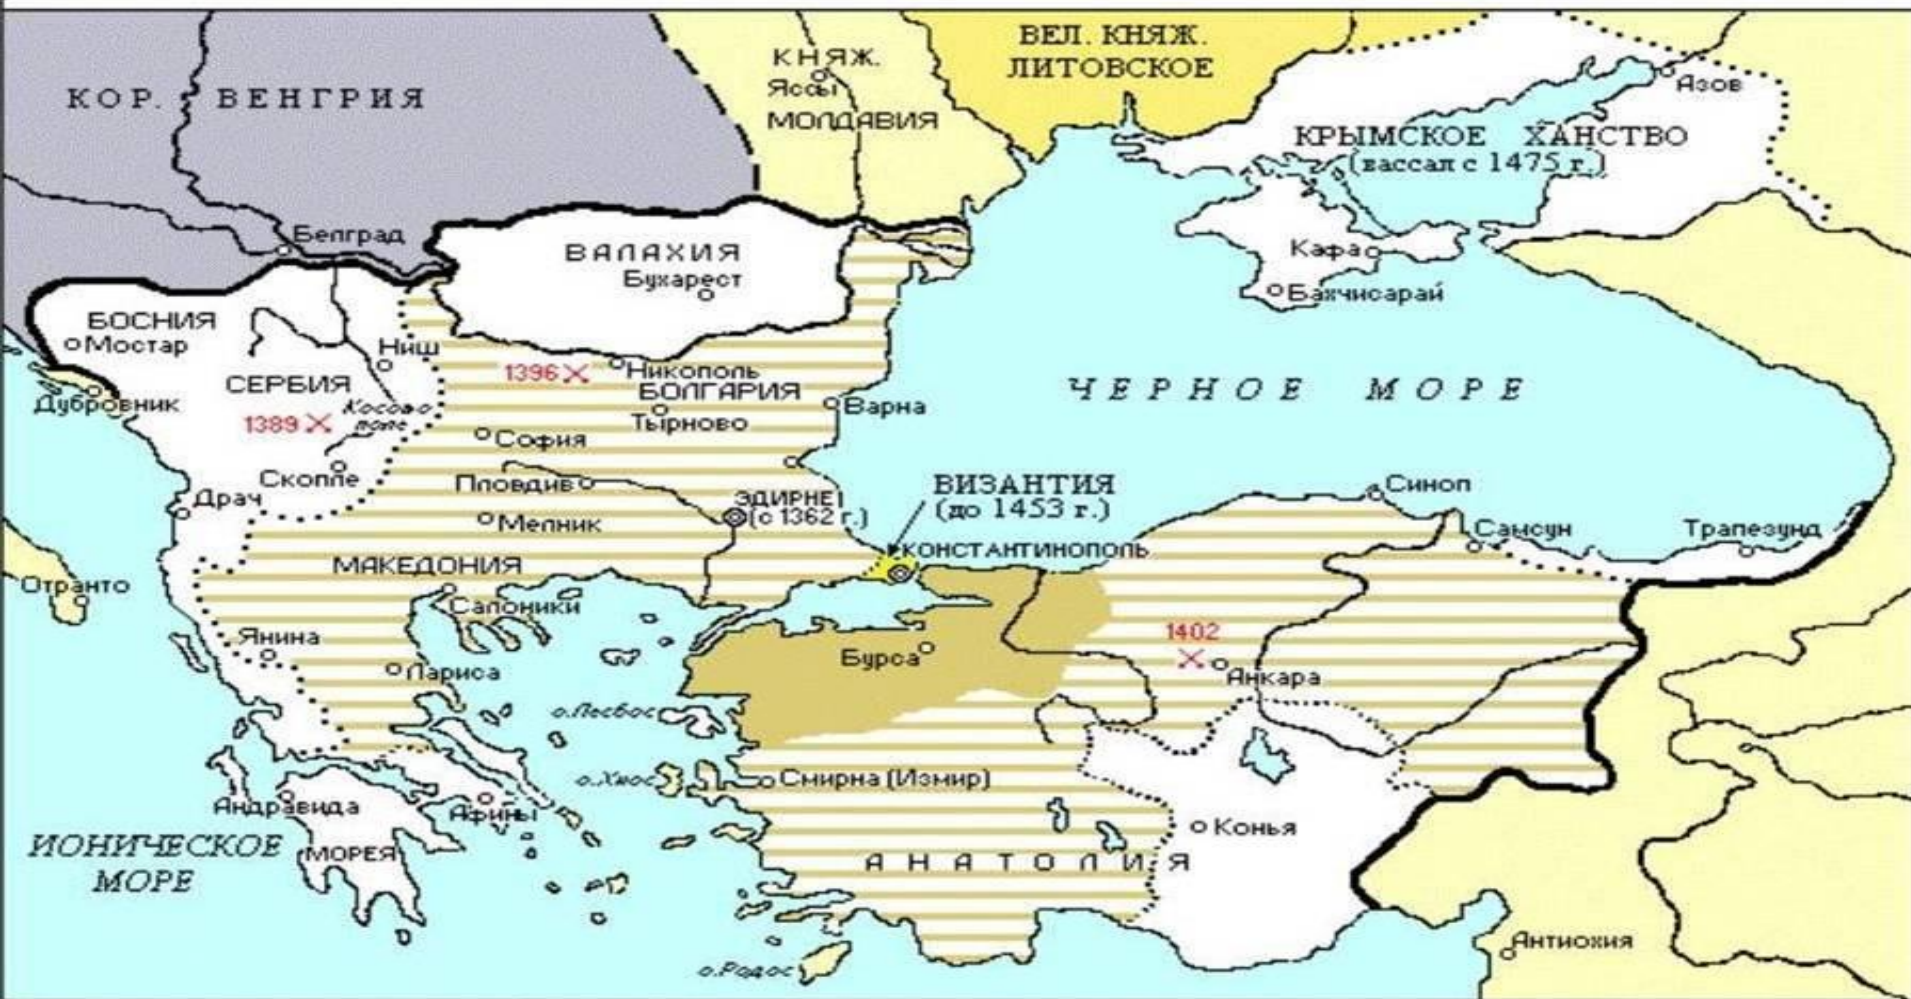 КОР. ВЕНГРИЯ
КНЯЖ.
Яссы
МОЛДАВИЯ
ВЕЛ. КНЯЖ.
ЛИТОВСКОЕ
Азов
КРЫМСКОЕ ХАНСТВО
(вассал с 1475 г.)
Белград
ВАЛАХИЯ
Бухарест
Кафа
Бахчисарай
БОСНИЯ
Мостар
Ниш
СЕРБИЯ
1396
Никополь
БОЛГАРИЯ
Дубровник
1389
Косово
поле
Тырново
Варна
ЧЕРНОЕ МОРЕ
София
Скопле
Пловдив
Драч
Мелник
ЭДИРНЕ
(с 1362 г.)
ВИЗАНТИЯ
(до 1453 г.)
Синоп
Самсун
Трапезунд
КОНСТАНТИНОПОЛЬ
МАКЕДОНИЯ
Отранто
Салоники
Янина
Лариса
Бурса
1402
Анкара
о.Лесбос
о.Хиос
Смирна (Измир)
Андравида
Афины
Конья
ИОНИЧЕСКОЕ
МОРЕ
МОРЕЯ
АНАТОЛИЯ
о.Родос
Антиохия